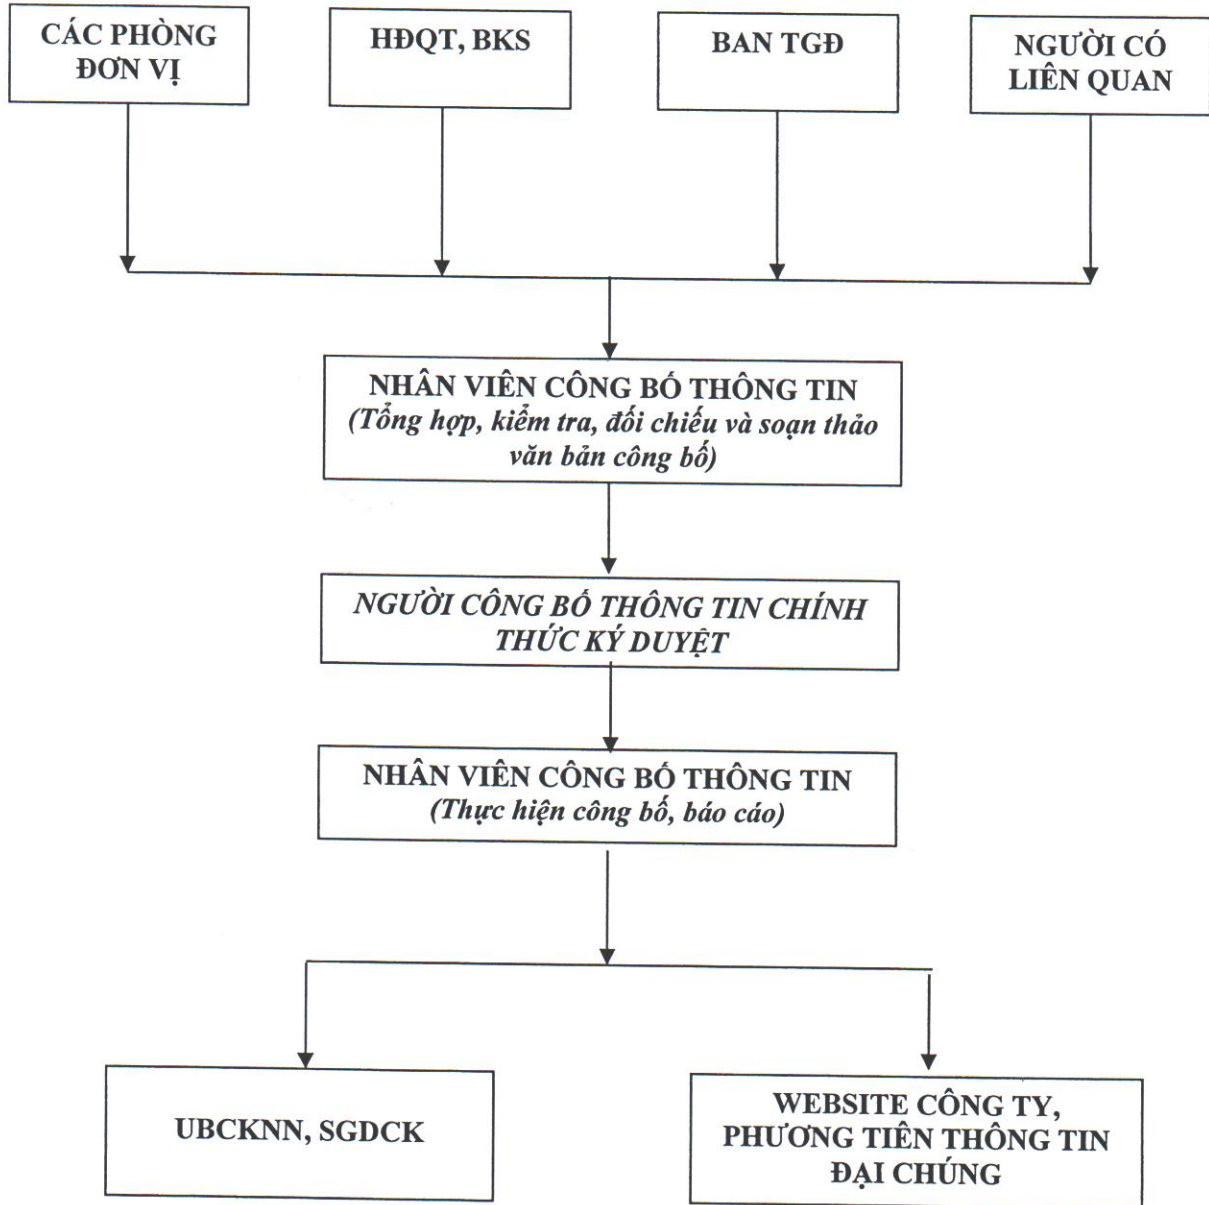 CÁC PHÒNG
ĐƠN VỊ
HĐQT, BKS
BAN TGĐ
NGƯỜI CÓ
LIÊN QUAN
NHÂN VIÊN CÔNG BỐ THÔNG TIN
(Tổng hợp, kiểm tra, đối chiếu và soạn thảo
văn bản công bố)
NGƯỜI CÔNG BỐ THÔNG TIN CHÍNH
THỨC KÝ DUYỆT
NHÂN VIÊN CÔNG BỐ THÔNG TIN
(Thực hiện công bố, báo cáo)
UBCKNN, SGDCK
WEBSITE CÔNG TY,
PHƯƠNG TIỆN THÔNG TIN
ĐẠI CHÚNG